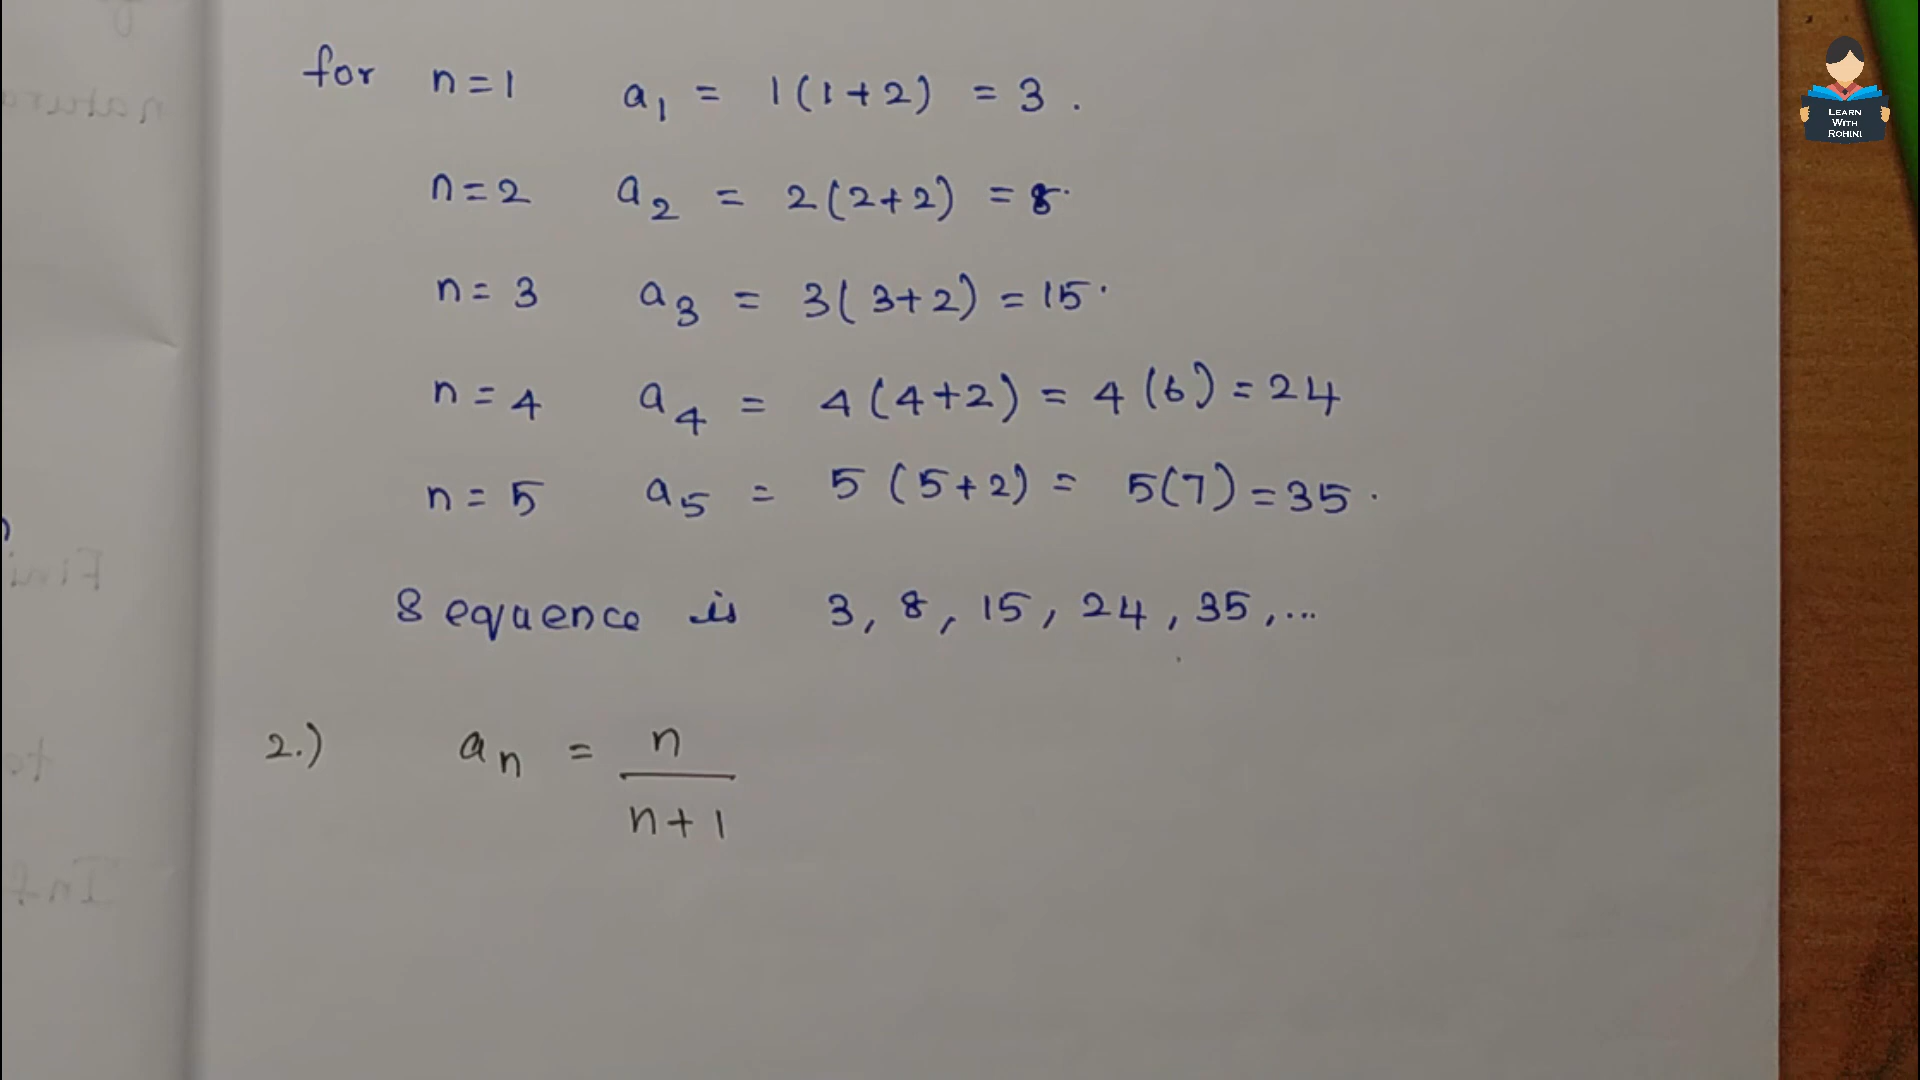 for n=1 a₁ = 1(1+2) = 3.
n=2 a₂ = 2(2+2) = 8.
n=3 a₃ = 3(3+2) = 15.
n=4 a₄ = 4(4+2) = 4(6) = 24
n=5 a₅ = 5(5+2) = 5(7) = 35.
Sequence is 3, 8, 15, 24, 35, ...
2.) aₙ = n
n+1
LEARN
WITH
ROHINI